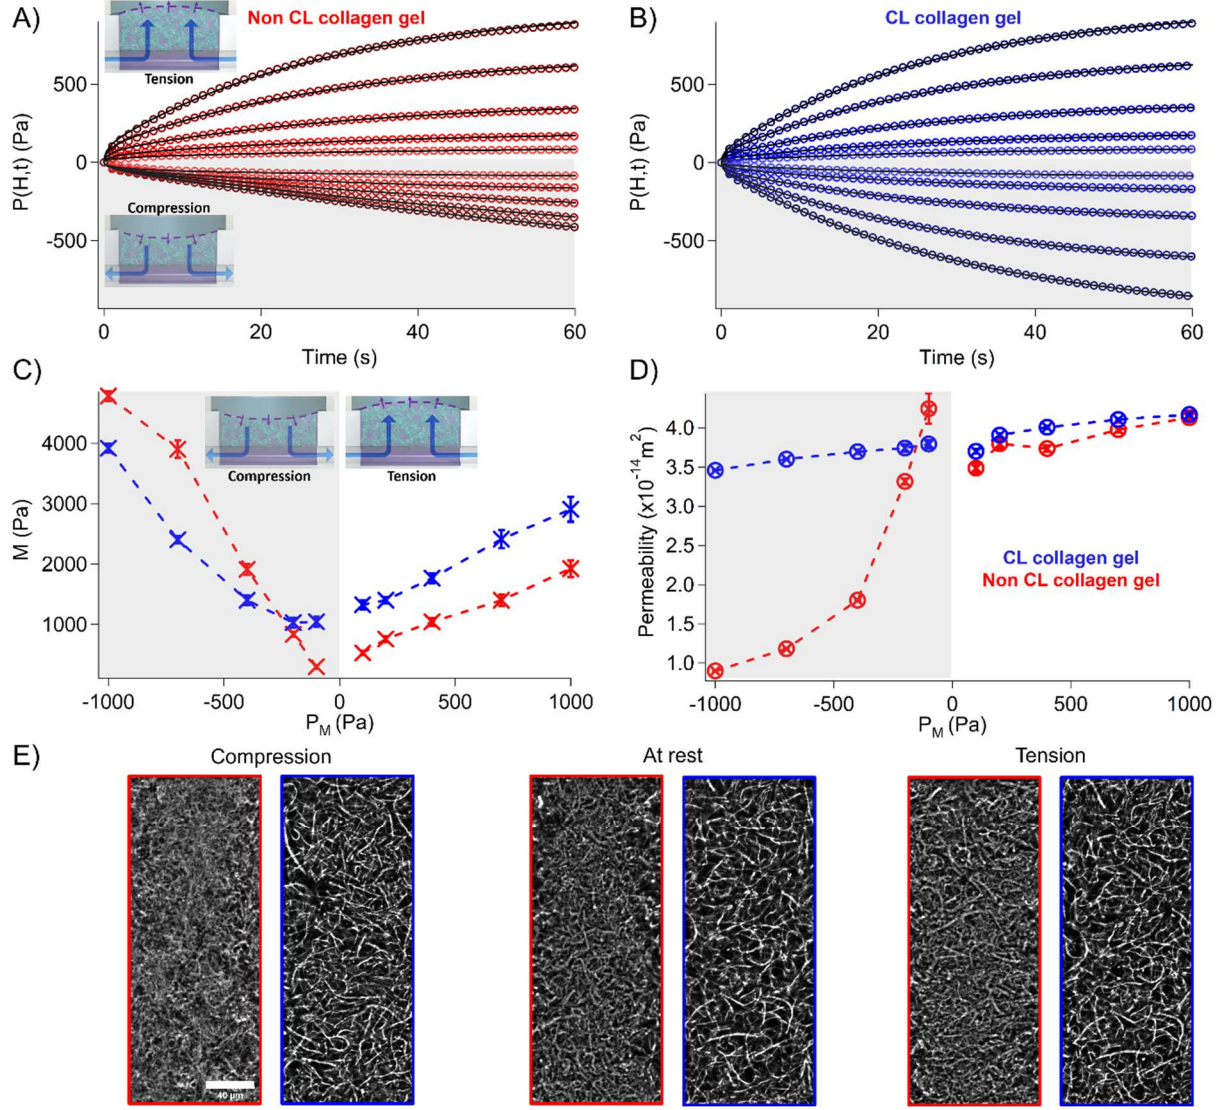 A)
Non CL collagen gel
Tension
Compression
P(H,t) (Pa)
500
0
-500
0
20
40
60
Time (s)
B)
CL collagen gel
P(H,t) (Pa)
500
0
-500
0
20
40
60
Time (s)
C)
Compression
Tension
M (Pa)
4000
3000
2000
1000
-1000
-500
0
500
1000
P_M (Pa)
D)
Permeability (x10⁻¹⁴m²)
4.0
3.5
3.0
2.5
2.0
1.5
1.0
CL collagen gel
Non CL collagen gel
-1000
-500
0
500
1000
P_M (Pa)
E)
Compression
At rest
Tension
40 µm